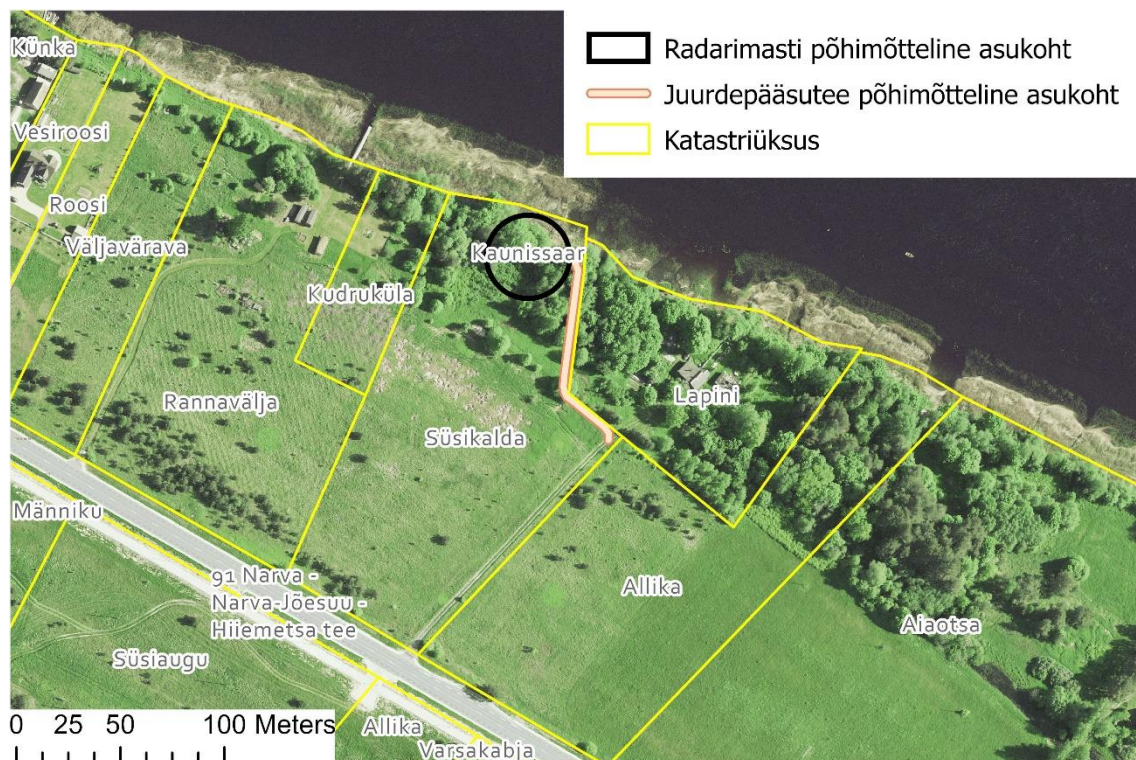 Radarimasti põhimõtteline asukoht
Juurdepääsutee põhimõtteline asukoht
Katastriüksus
Künka
Vesiroosi
Roosi
Väljavärava
Kaunissaar
Kudruküla
Rannavälja
Süsikalda
Lapini
Männiku
91 Narva -
Narva-Jõesuu -
Hiiemetsa tee
Allika
Aiaotsa
Süsiaugu
0 25 50 100 Meters
Allika
Varsakabja